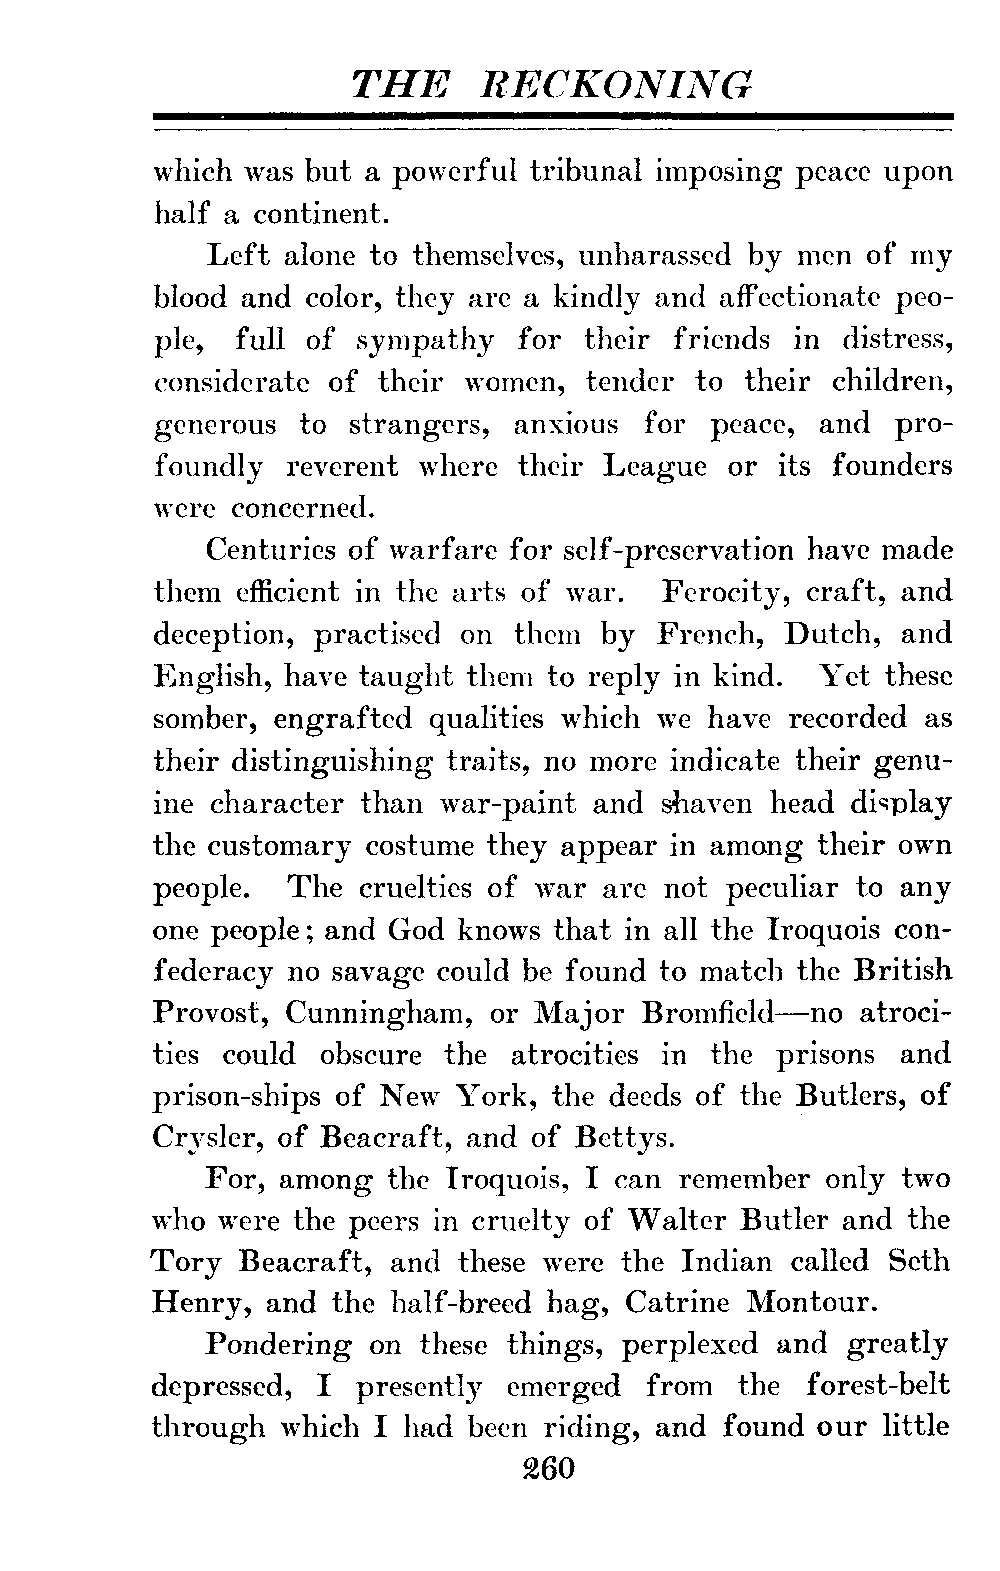 THE RECKONING
which was but a powerful tribunal imposing peace upon
half a continent.
Left alone to themselves, unharassed by men of my
blood and color, they are a kindly and affectionate peo-
ple, full of sympathy for their friends in distress,
considerate of their women, tender to their children,
generous to strangers, anxious for peace, and pro-
foundly reverent where their League or its founders
were concerned.
Centuries of warfare for self-preservation have made
them efficient in the arts of war. Ferocity, craft, and
deception, practised on them by French, Dutch, and
English, have taught them to reply in kind. Yet these
somber, engrafted qualities which we have recorded as
their distinguishing traits, no more indicate their genu-
ine character than war-paint and shaven head display
the customary costume they appear in among their own
people. The cruelties of war are not peculiar to any
one people; and God knows that in all the Iroquois con-
federacy no savage could be found to match the British
Provost, Cunningham, or Major Bromfield—no atroci-
ties could obscure the atrocities in the prisons and
prison-ships of New York, the deeds of the Butlers, of
Crysler, of Beacraft, and of Bettys.
For, among the Iroquois, I can remember only two
who were the peers in cruelty of Walter Butler and the
Tory Beacraft, and these were the Indian called Seth
Henry, and the half-breed hag, Catrine Montour.
Pondering on these things, perplexed and greatly
depressed, I presently emerged from the forest-belt
through which I had been riding, and found our little
260